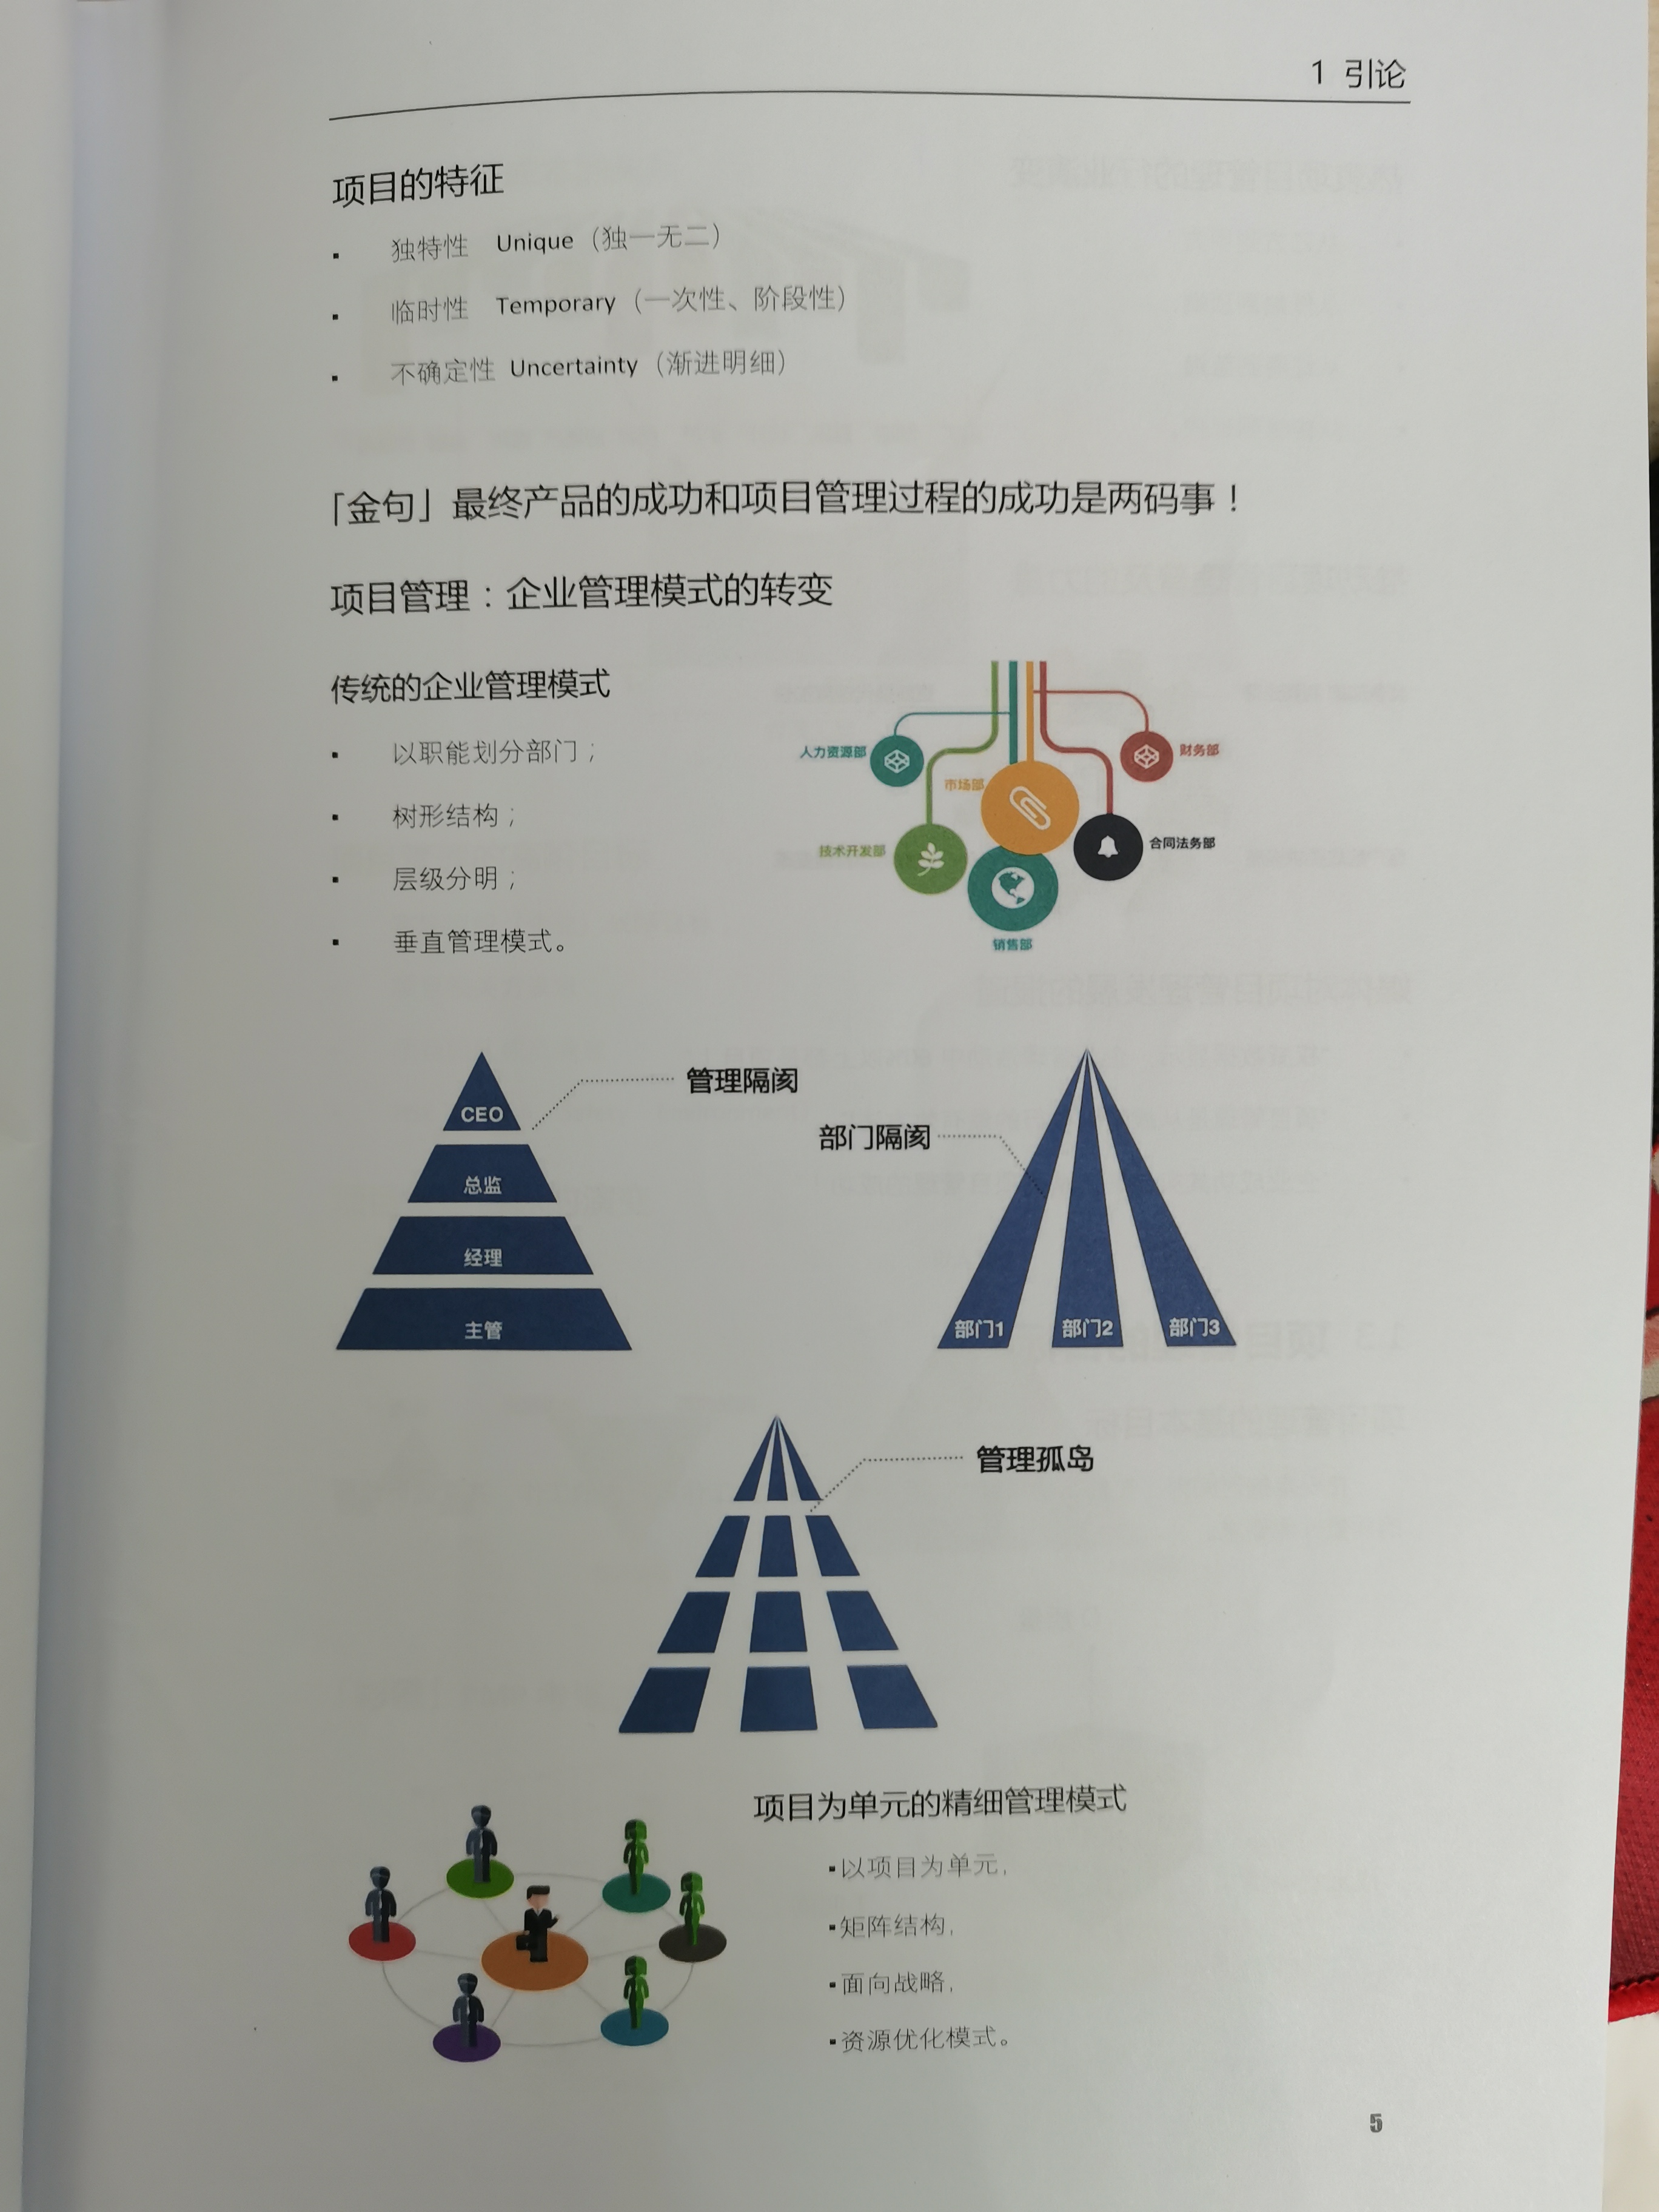 1 引论
项目的特征
▪ 独特性 Unique（独一无二）
▪ 临时性 Temporary（一次性、阶段性）
▪ 不确定性 Uncertainty（渐进明细）
「金句」最终产品的成功和项目管理过程的成功是两码事！
项目管理：企业管理模式的转变
传统的企业管理模式
▪ 以职能划分部门；
▪ 树形结构；
▪ 层级分明；
▪ 垂直管理模式。
人力资源部
财务部
市场部
技术开发部
合同法务部
销售部
管理隔阂
CEO
总监
经理
主管
部门隔阂
部门1 部门2 部门3
管理孤岛
项目为单元的精细管理模式
▪以项目为单元，
▪矩阵结构，
▪面向战略，
▪资源优化模式。
5